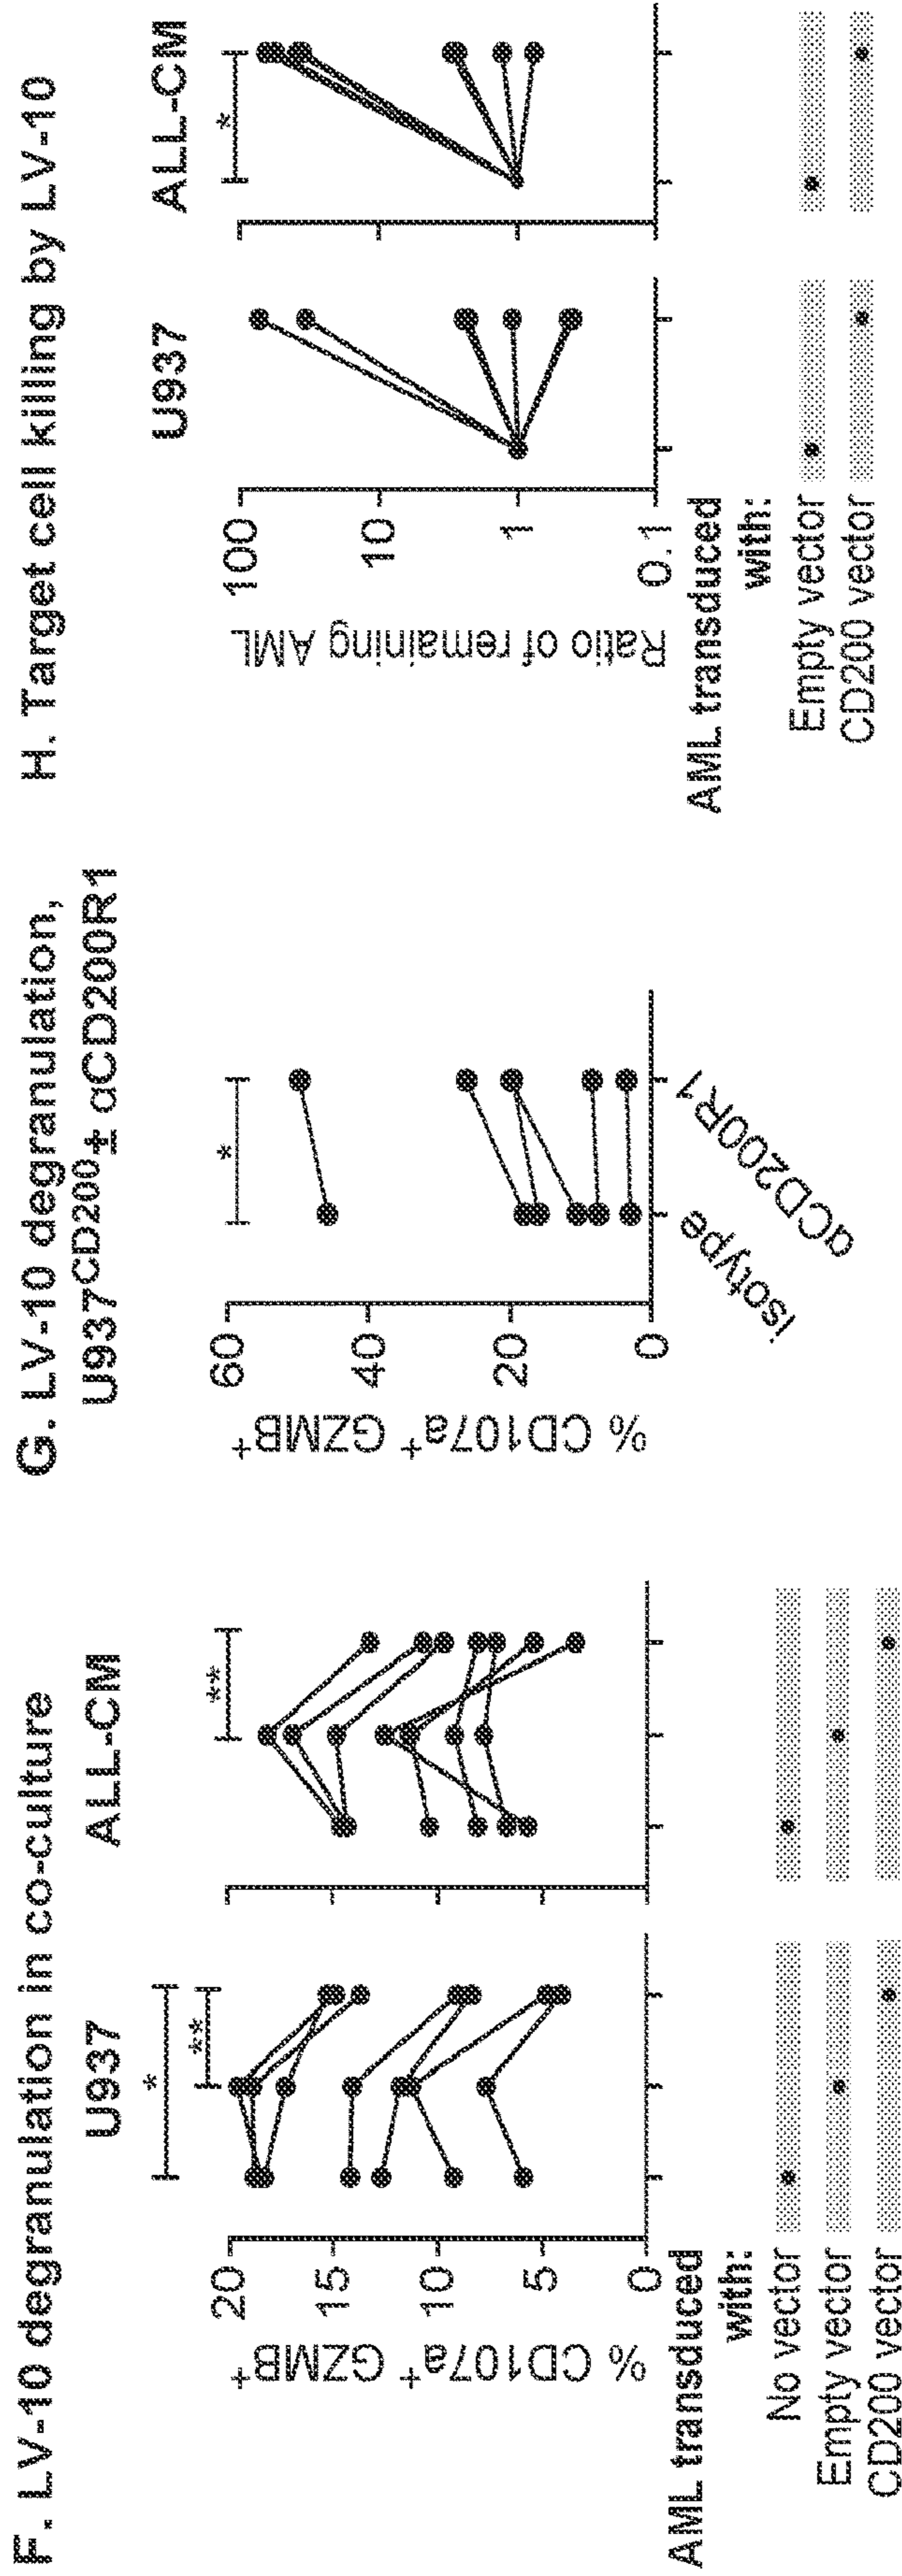 F. LV-10 degranulation in co-culture
U937
ALL-CM
*
**
**
% CD107a⁺ GZMB⁺
20
15
10
5
0
AML transduced
with:
No vector
Empty vector
CD200 vector
G. LV-10 degranulation,
U937ᶜᴰ²⁰⁰± αCD200R1
*
% CD107a⁺ GZMB⁺
60
40
20
0
isotype
αCD200R1
H. Target cell killing by LV-10
U937
ALL-CM
*
Ratio of remaining AML
100
10
1
0.1
AML transduced
with:
Empty vector
CD200 vector